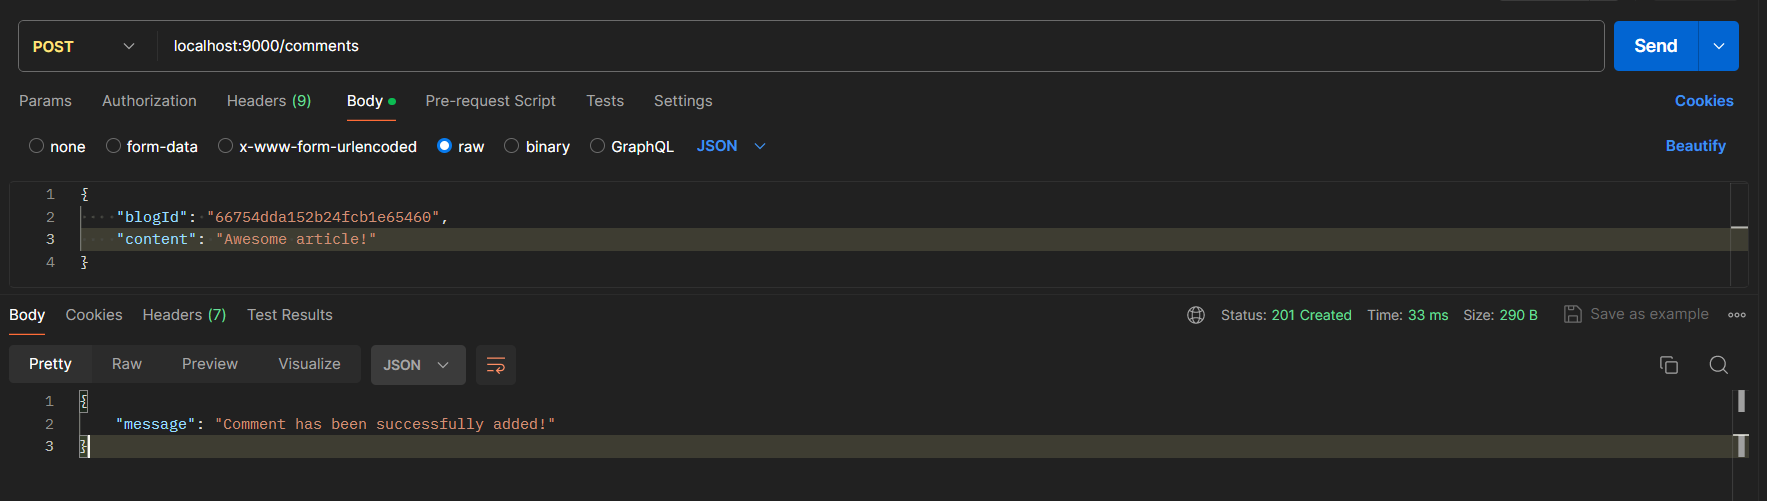 POST localhost:9000/comments Send
Params Authorization Headers (9) Body Pre-request Script Tests Settings Cookies
none form-data x-www-form-urlencoded raw binary GraphQL JSON Beautify
1 {
2 "blogId": "66754dda152b24fcb1e65460",
3 "content": "Awesome article!"
4 }
Body Cookies Headers (7) Test Results Status: 201 Created Time: 33 ms Size: 290 B Save as example
Pretty Raw Preview Visualize JSON
1 {
2 "message": "Comment has been successfully added!"
3 }